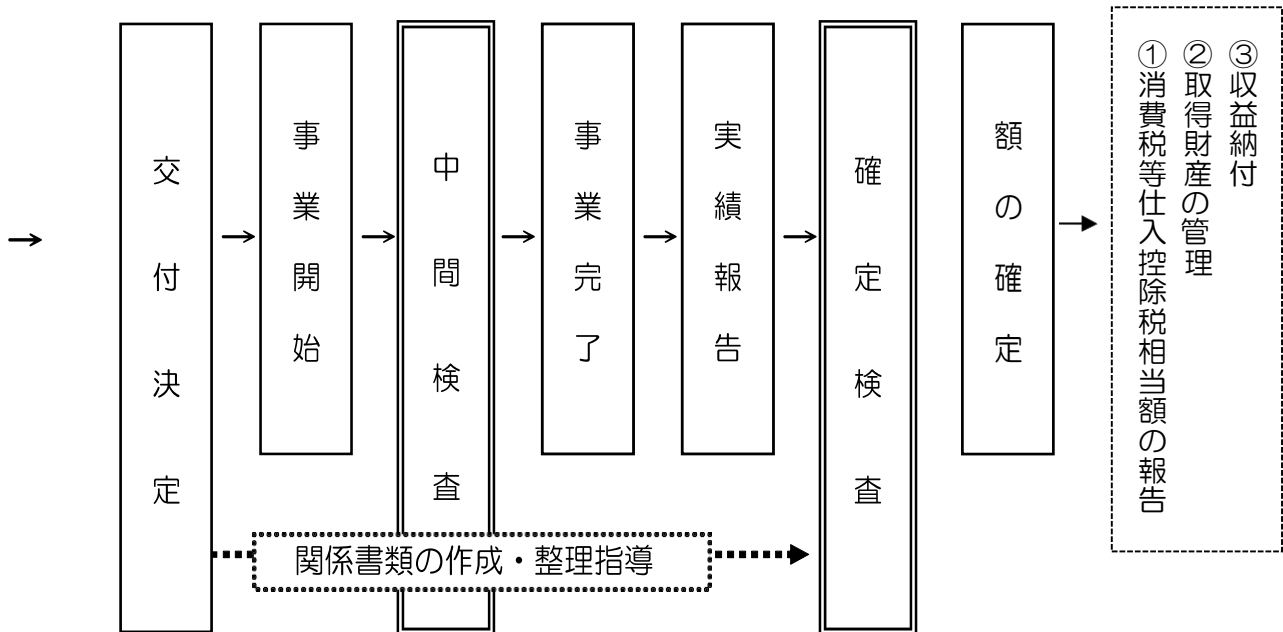 交付決定
事業開始
中間検査
事業完了
実績報告
確定検査
額の確定
③収益納付
②取得財産の管理
①消費税等仕入控除税相当額の報告
関係書類の作成・整理指導